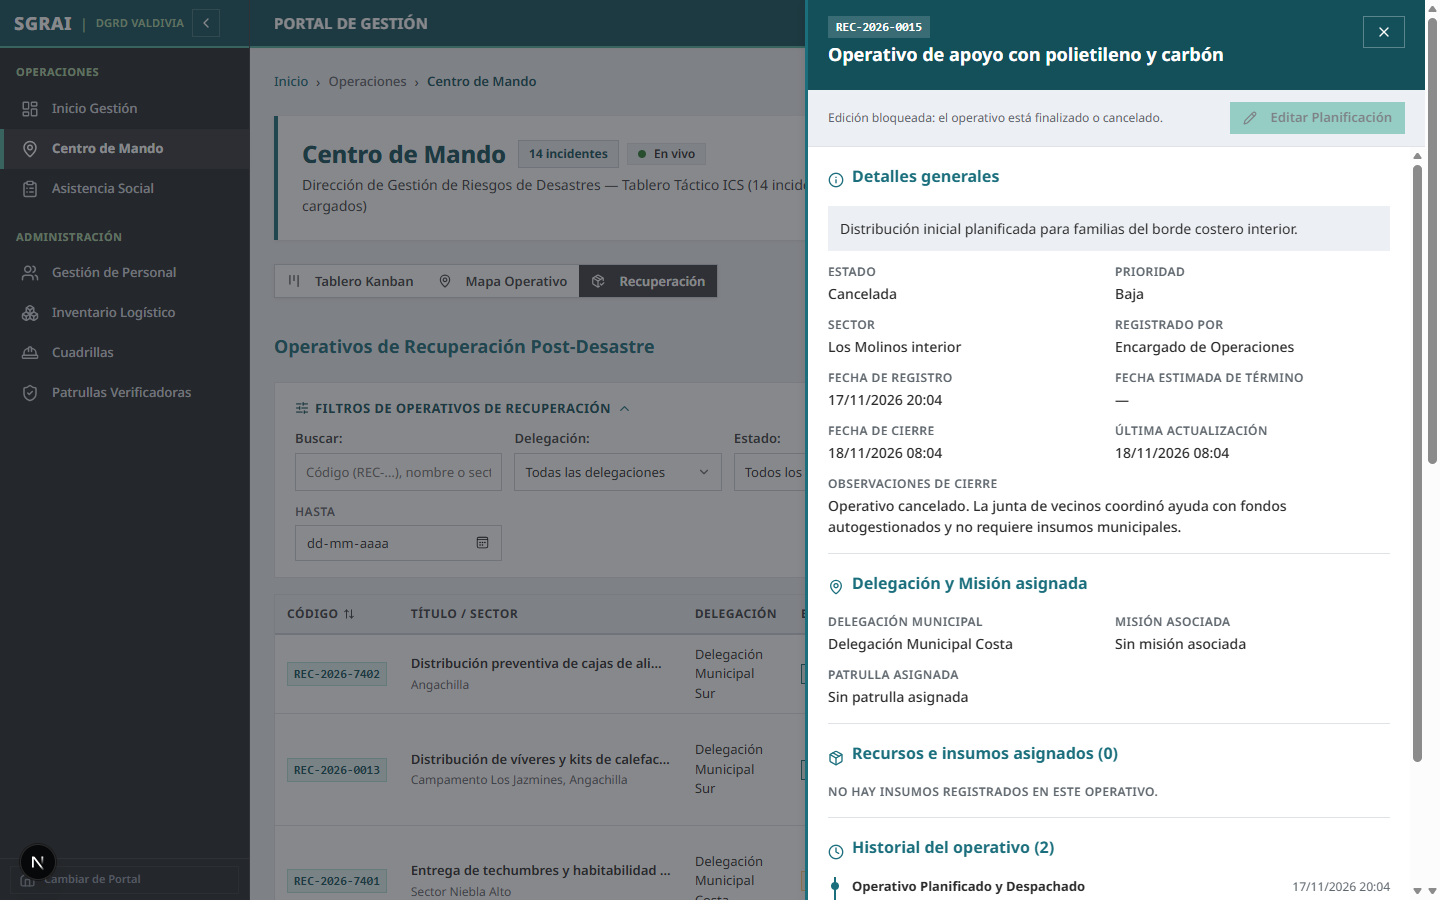 SGRAI | DGRD VALDIVIA
PORTAL DE GESTIÓN
OPERACIONES
Inicio Gestión
Centro de Mando
Asistencia Social
ADMINISTRACIÓN
Gestión de Personal
Inventario Logístico
Cuadrillas
Patrullas Verificadoras
N
Cambiar de Portal
Inicio › Operaciones › Centro de Mando
Centro de Mando 14 incidentes En vivo
Dirección de Gestión de Riesgos de Desastres — Tablero Táctico ICS (14
cargados)
Tablero Kanban Mapa Operativo Recuperación
Operativos de Recuperación Post-Desastre
FILTROS DE OPERATIVOS DE RECUPERACIÓN
Buscar: Delegación: Estado:
Código (REC-...), nombre o sect Todas las delegaciones Todos los
HASTA
dd-mm-aaaa
CÓDIGO TÍTULO / SECTOR DELEGACIÓN
REC-2026-7402
Distribución preventiva de cajas de ali...
Angachilla
Delegación
Municipal
Sur
REC-2026-0013
Distribución de víveres y kits de calefac...
Campamento Los Jazmines, Angachilla
Delegación
Municipal
Sur
REC-2026-7401
Entrega de techumbres y habitabilidad ...
Sector Niebla Alto
Delegación
Municipal
Costa
REC-2026-0015
Operativo de apoyo con polietileno y carbón
Edición bloqueada: el operativo está finalizado o cancelado.
Editar Planificación
Detalles generales
Distribución inicial planificada para familias del borde costero interior.
ESTADO PRIORIDAD
Cancelada Baja
SECTOR REGISTRADO POR
Los Molinos interior Encargado de Operaciones
FECHA DE REGISTRO FECHA ESTIMADA DE TÉRMINO
17/11/2026 20:04 —
FECHA DE CIERRE ÚLTIMA ACTUALIZACIÓN
18/11/2026 08:04 18/11/2026 08:04
OBSERVACIONES DE CIERRE
Operativo cancelado. La junta de vecinos coordinó ayuda con fondos
autogestionados y no requiere insumos municipales.
Delegación y Misión asignada
DELEGACIÓN MUNICIPAL MISIÓN ASOCIADA
Delegación Municipal Costa Sin misión asociada
PATRULLA ASIGNADA
Sin patrulla asignada
Recursos e insumos asignados (0)
NO HAY INSUMOS REGISTRADOS EN ESTE OPERATIVO.
Historial del operativo (2)
Operativo Planificado y Despachado 17/11/2026 20:04